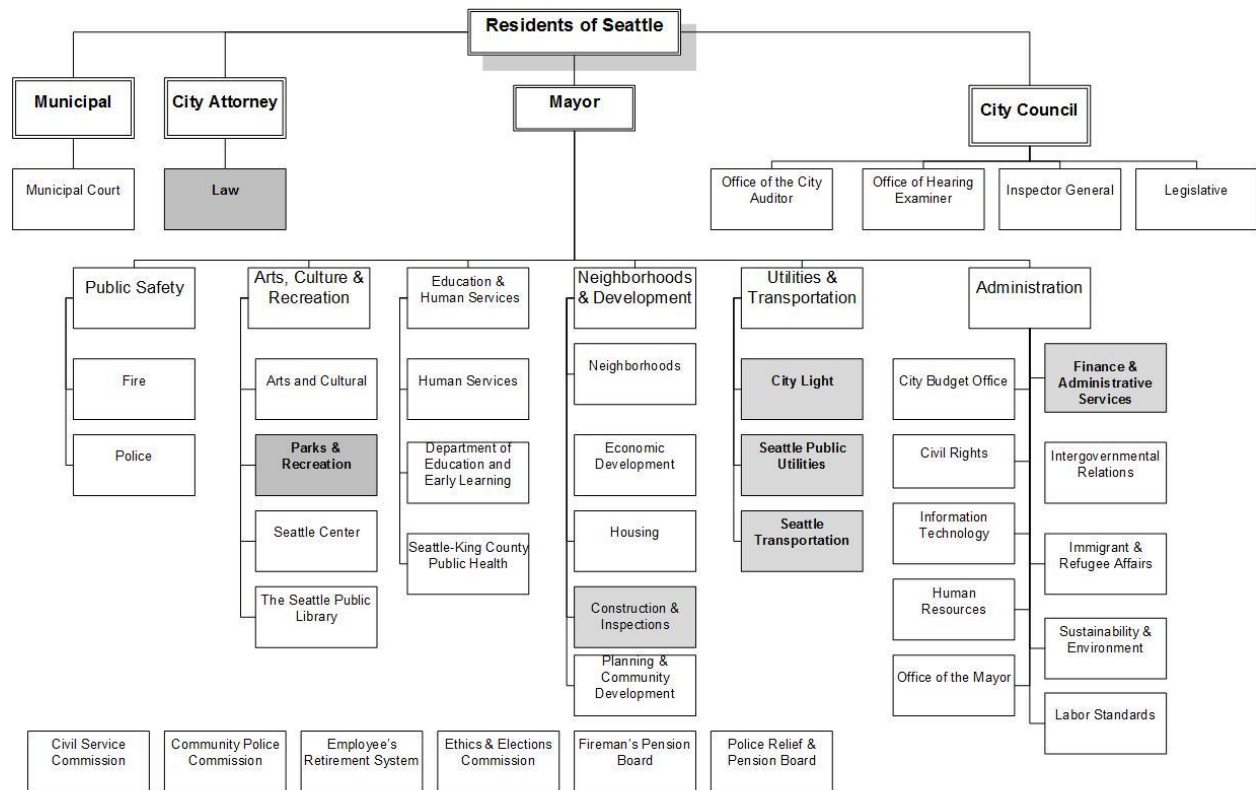 Residents of Seattle
Municipal
City Attorney
Mayor
City Council
Municipal Court
Law
Office of the City
Auditor
Office of Hearing
Examiner
Inspector General
Legislative
Public Safety
Arts, Culture &
Recreation
Education &
Human Services
Neighborhoods
& Development
Utilities &
Transportation
Administration
Fire
Police
Arts and Cultural
Parks &
Recreation
Seattle Center
The Seattle Public
Library
Human Services
Department of
Education and
Early Learning
Seattle-King County
Public Health
Neighborhoods
Economic
Development
Housing
Construction &
Inspections
Planning &
Community
Development
City Light
Seattle Public
Utilities
Seattle
Transportation
City Budget Office
Civil Rights
Information
Technology
Human
Resources
Office of the Mayor
Finance &
Administrative
Services
Intergovernmental
Relations
Immigrant &
Refugee Affairs
Sustainability &
Environment
Labor Standards
Civil Service
Commission
Community Police
Commission
Employee's
Retirement System
Ethics & Elections
Commission
Fireman's Pension
Board
Police Relief &
Pension Board